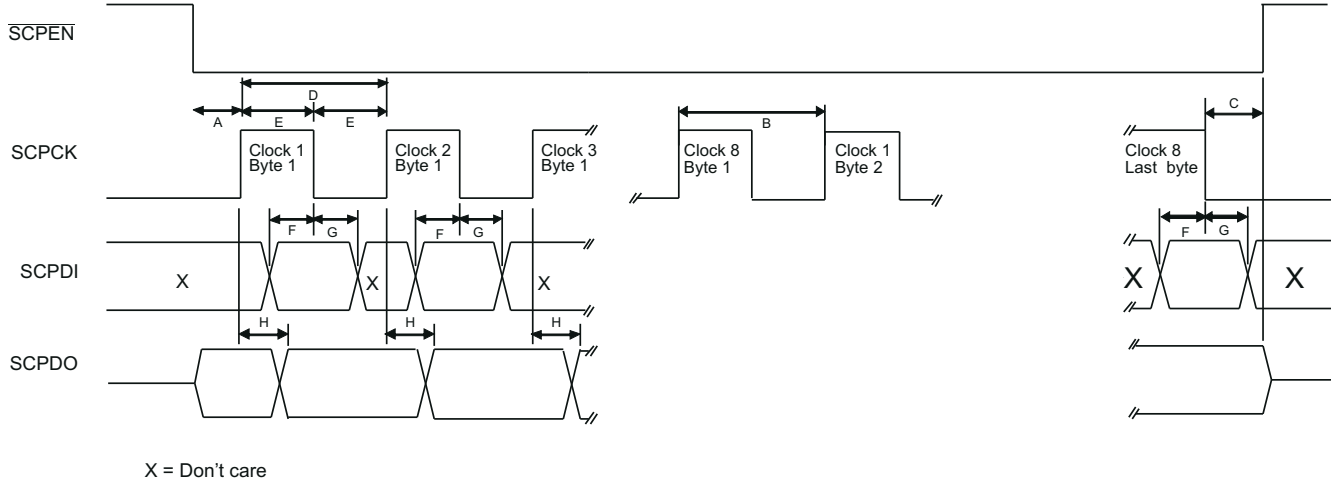 SCPEN
D
A
E
E
B
C
SCPCK
Clock 1
Byte 1
Clock 2
Byte 1
Clock 3
Byte 1
Clock 8
Byte 1
Clock 1
Byte 2
Clock 8
Last byte
F
G
F
G
F
G
SCPDI
X
X
X
X
X
H
H
H
SCPDO
X = Don't care